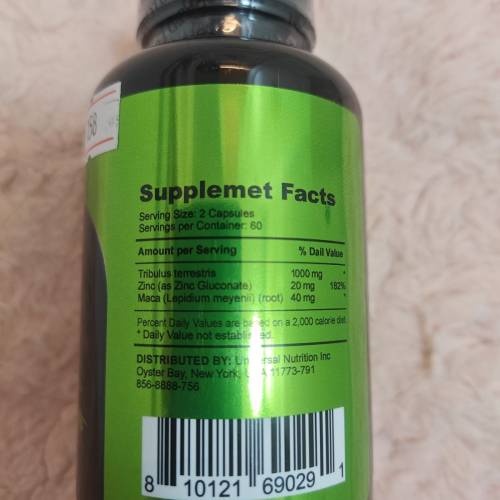 58
Supplemet Facts
Serving Size: 2 Capsules
Servings per Container: 60
Amount per Serving % Dail Value
Tribulus terrestris 1000 mg *
Zinc (as Zinc Gluconate) 20 mg 182%
Maca (Lepidium meyenii) (root) 40 mg *
Percent Daily Values are based on a 2,000 calorie diet.
* Daily Value not established.
DISTRIBUTED BY: Universal Nutrition Inc
Oyster Bay, New York, USA 11773-791
856-8888-756
8 10121 69029 1